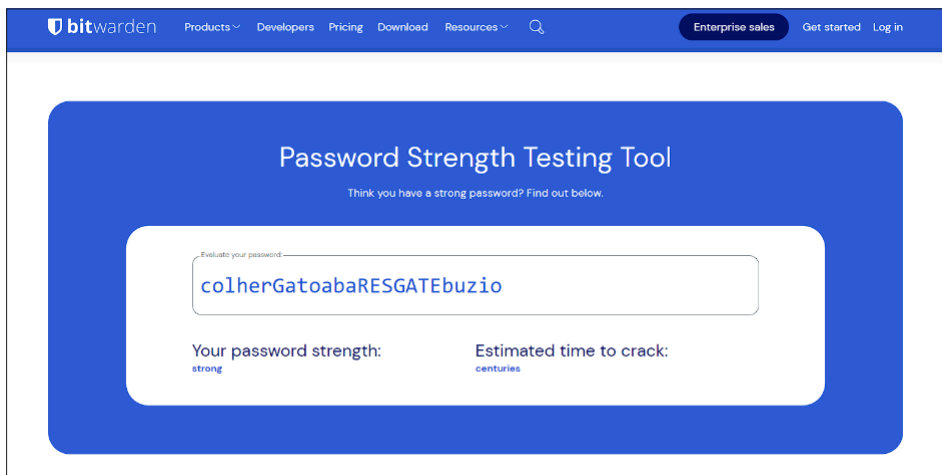 bitwarden Products Developers Pricing Download Resources Enterprise sales Get started Log in
Password Strength Testing Tool
Think you have a strong password? Find out below.
Evaluate your password:
colherGatoabaRESGATEbuzio
Your password strength: Estimated time to crack:
strong centuries